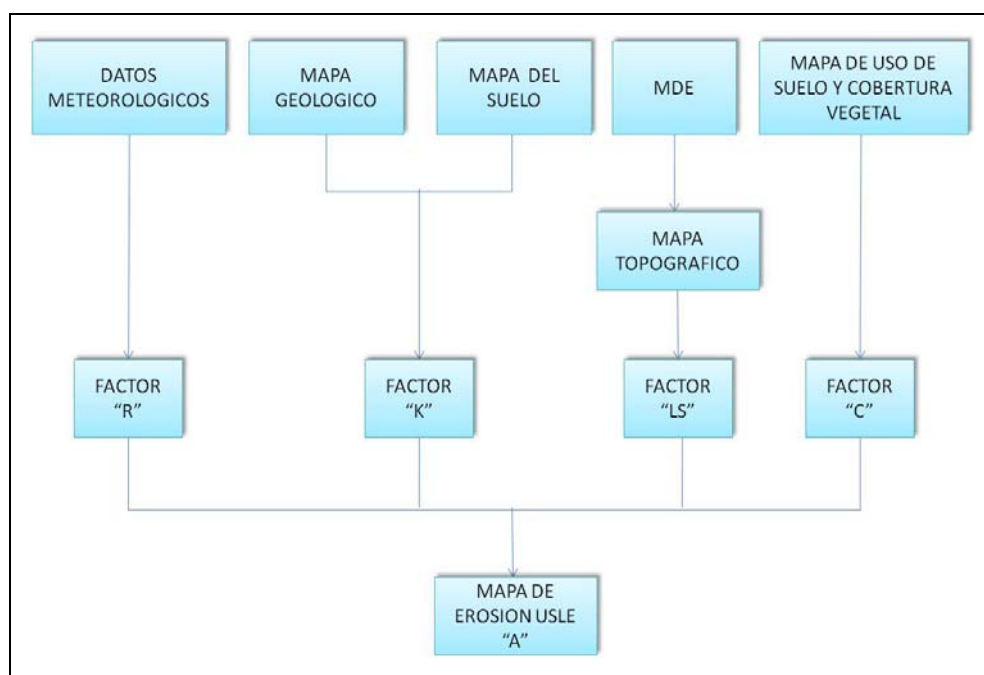 DATOS
METEOROLOGICOS
MAPA
GEOLOGICO
MAPA DEL
SUELO
MDE
MAPA DE USO DE
SUELO Y COBERTURA
VEGETAL
MAPA
TOPOGRAFICO
FACTOR
“R”
FACTOR
“K”
FACTOR
“LS”
FACTOR
“C”
MAPA DE
EROSION USLE
“A”